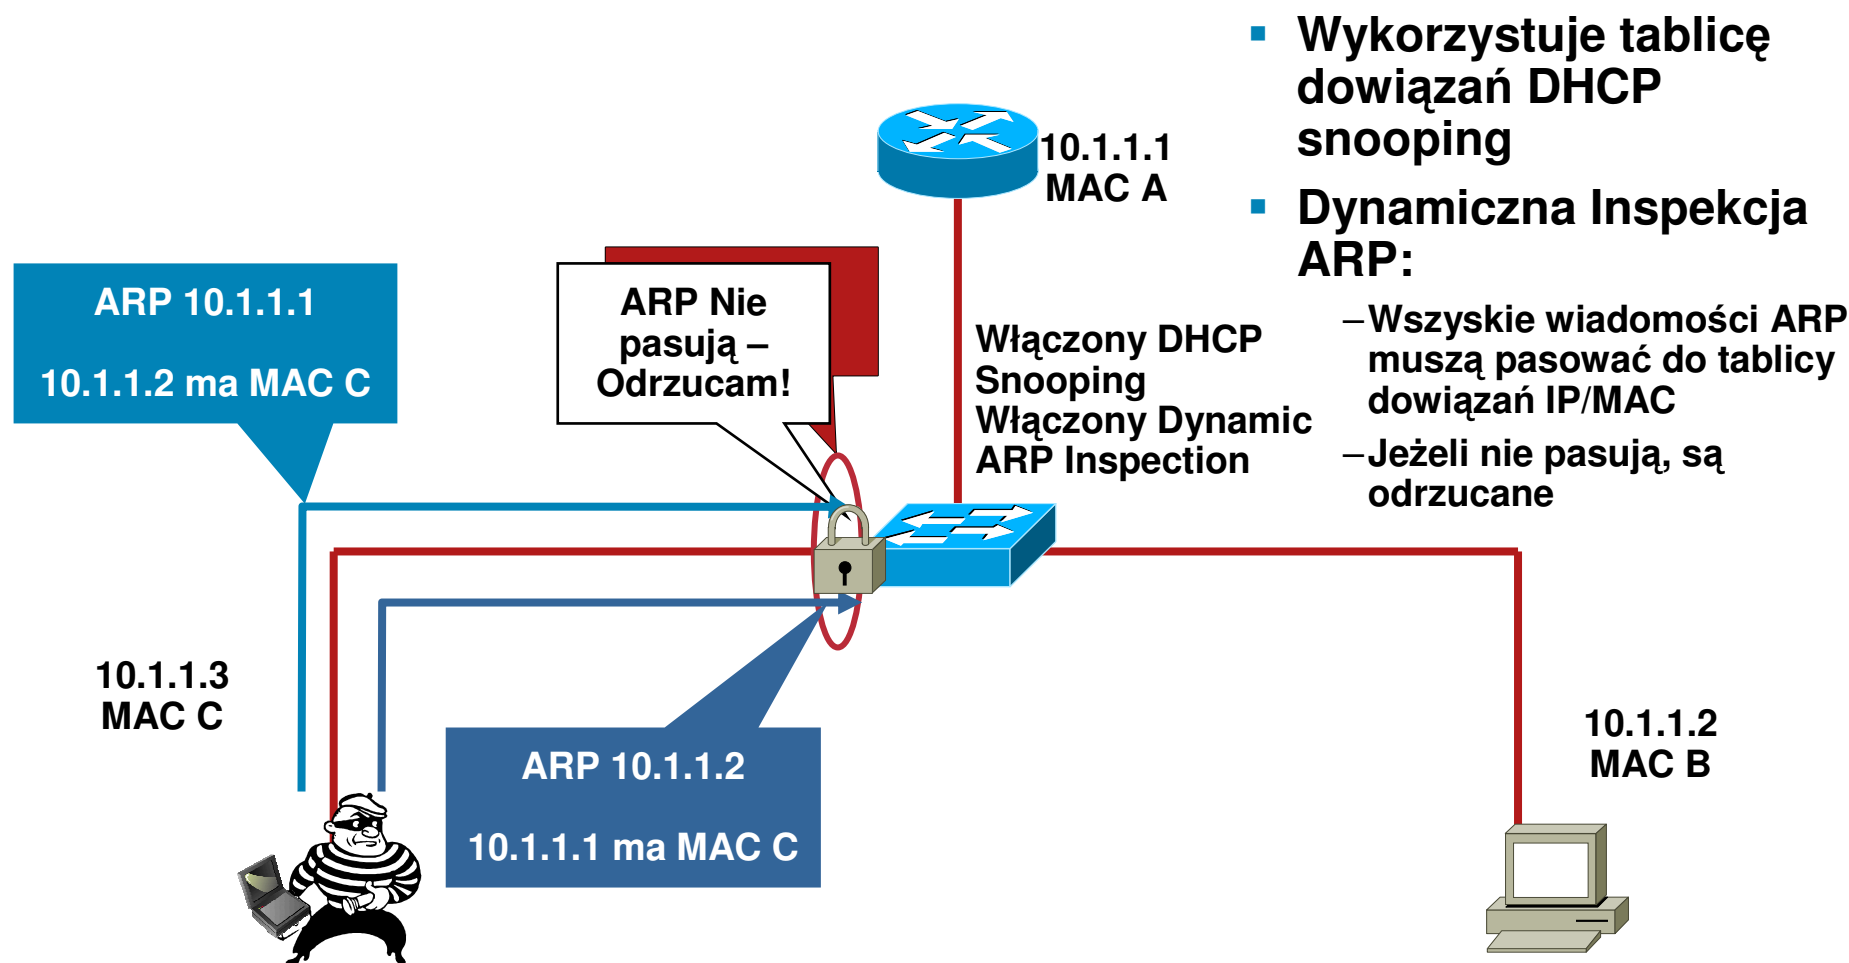 Wykorzystuje tablicę
dowiązań DHCP
snooping
Dynamiczna Inspekcja
ARP:
–Wszyskie wiadomości ARP
muszą pasować do tablicy
dowiązań IP/MAC
–Jeżeli nie pasują, są
odrzucane
10.1.1.1
MAC A
ARP 10.1.1.1
10.1.1.2 ma MAC C
ARP Nie
pasują –
Odrzucam!
Włączony DHCP
Snooping
Włączony Dynamic
ARP Inspection
10.1.1.3
MAC C
ARP 10.1.1.2
10.1.1.1 ma MAC C
10.1.1.2
MAC B